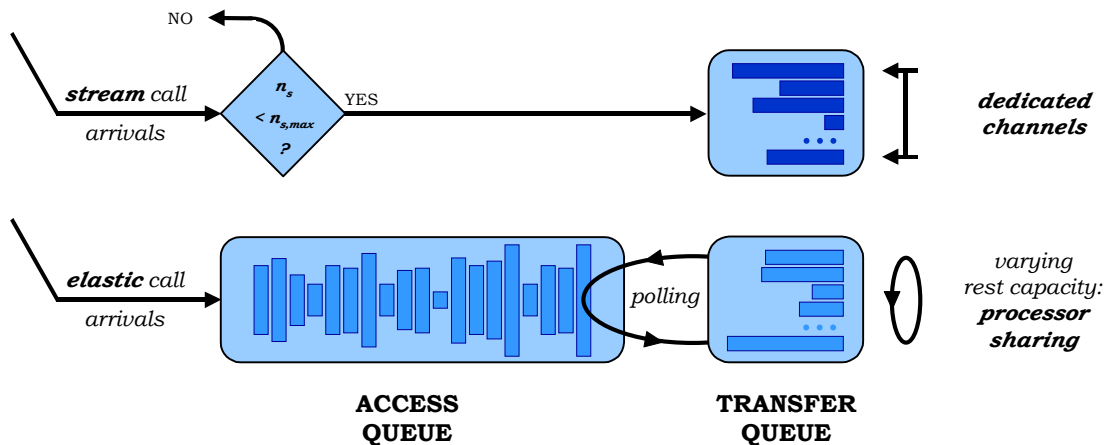 NO
stream call
arrivals
n_s
< n_s,max
?
YES
dedicated
channels
elastic call
arrivals
polling
varying
rest capacity:
processor
sharing
ACCESS
QUEUE
TRANSFER
QUEUE